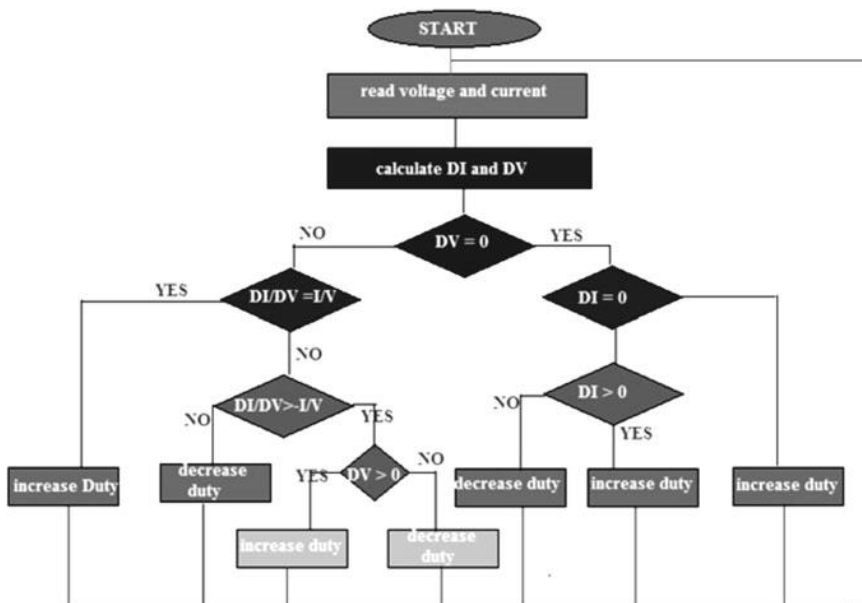 START
read voltage and current
calculate DI and DV
NO
DV = 0
YES
YES
DI/DV =I/V
DI = 0
NO
NO
DI/DV>-I/V
YES
NO
DI > 0
YES
increase Duty
decrease
duty
YES
DV > 0
NO
decrease duty
increase duty
increase duty
increase duty
decrease
duty